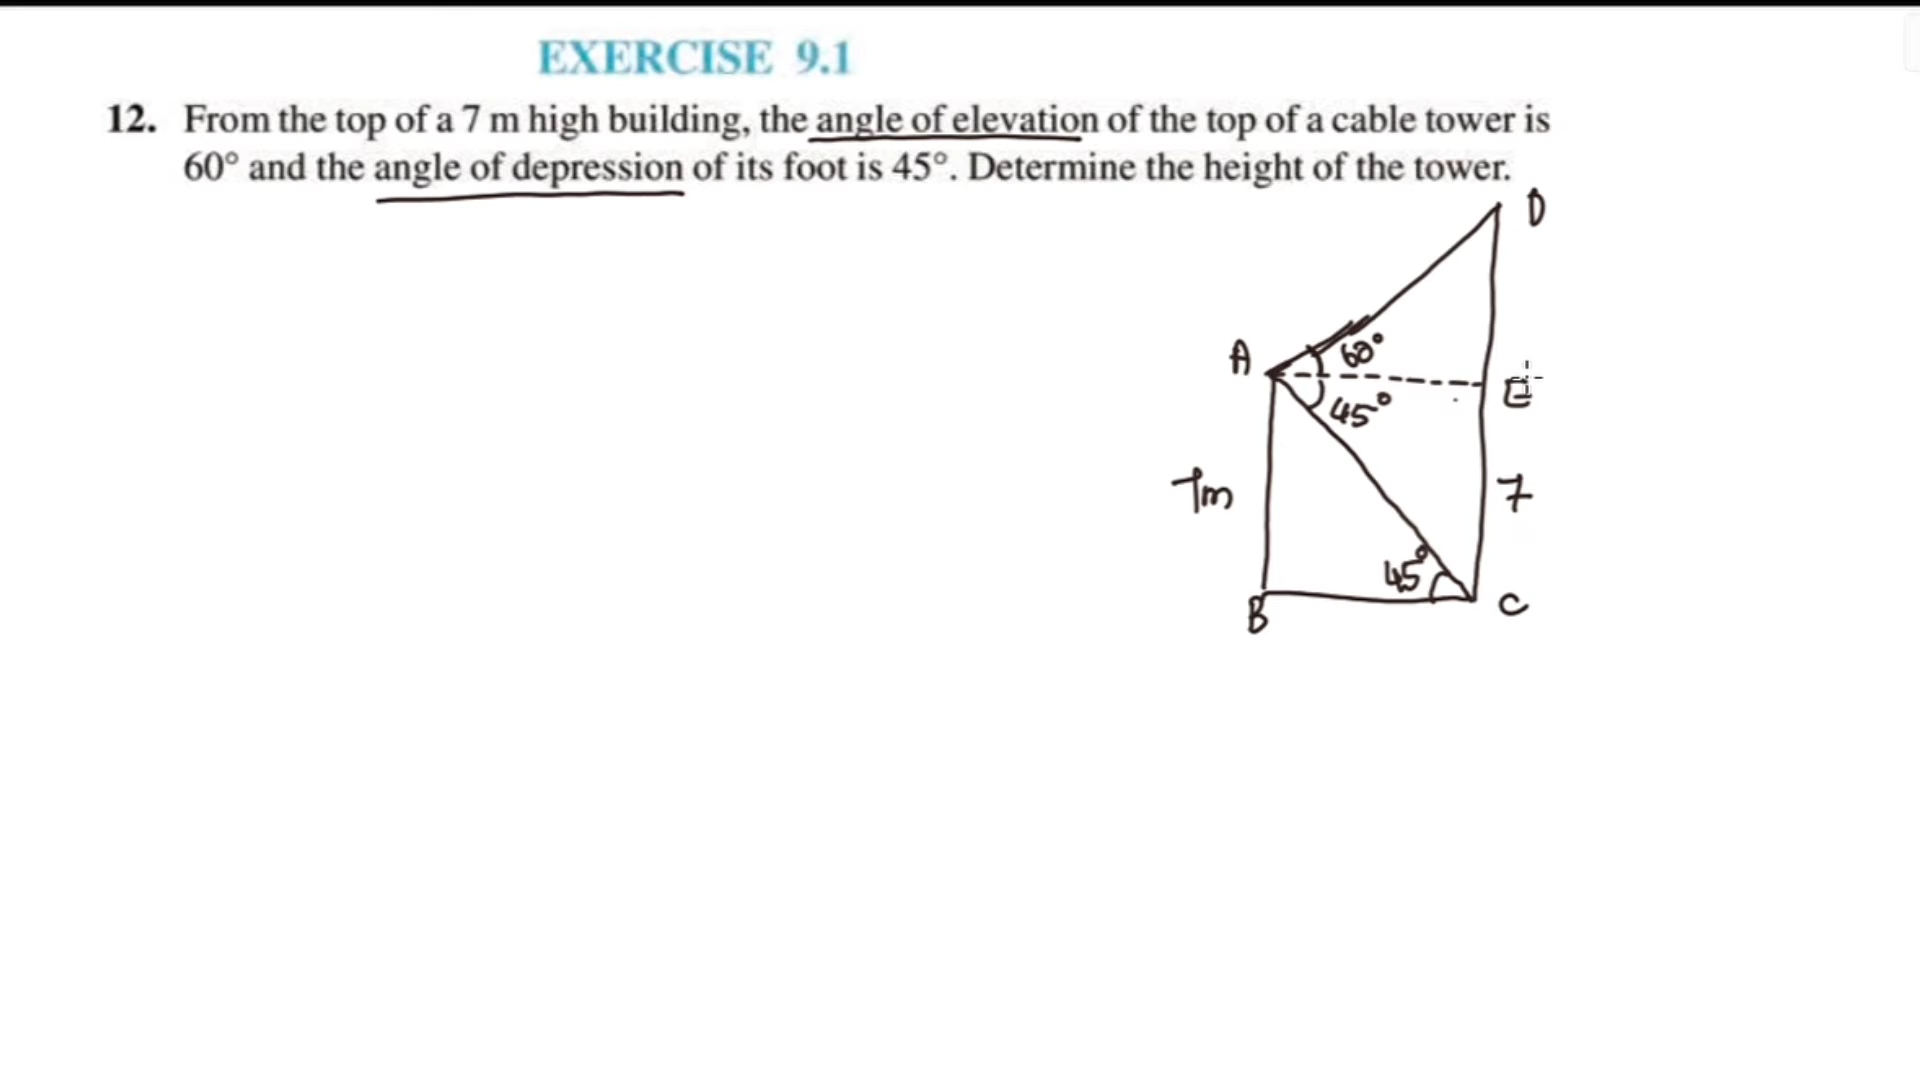 EXERCISE 9.1
12. From the top of a 7 m high building, the angle of elevation of the top of a cable tower is
60° and the angle of depression of its foot is 45°. Determine the height of the tower.
D
A
60°
E
45°
7m
7
45°
B
C